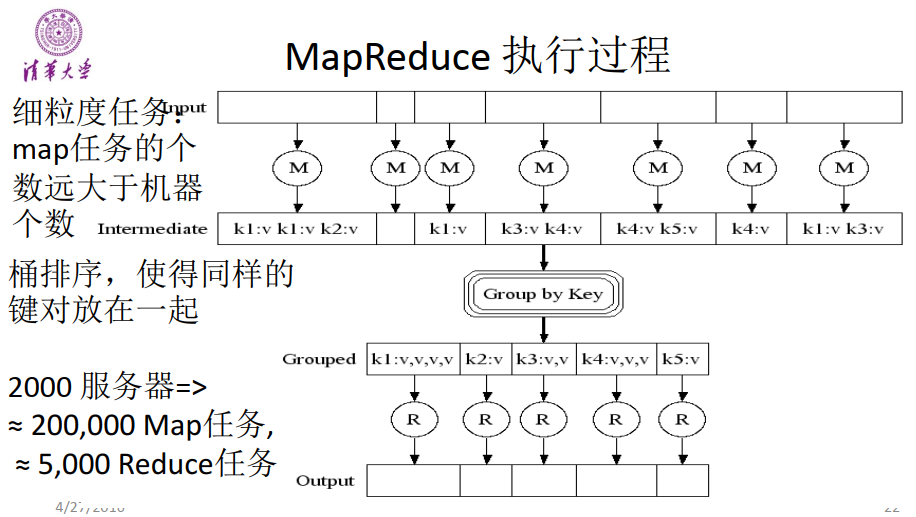 清华大学
MapReduce 执行过程
细粒度任务:
map任务的个
数远大于机器
个数
Input
M M M M M M M
Intermediate k1:v k1:v k2:v k1:v k3:v k4:v k4:v k5:v k4:v k1:v k3:v
桶排序，使得同样的
键对放在一起
Group by Key
Grouped k1:v,v,v,v k2:v k3:v,v k4:v,v,v k5:v
2000 服务器=>
≈ 200,000 Map任务,
≈ 5,000 Reduce任务
R R R R R
Output